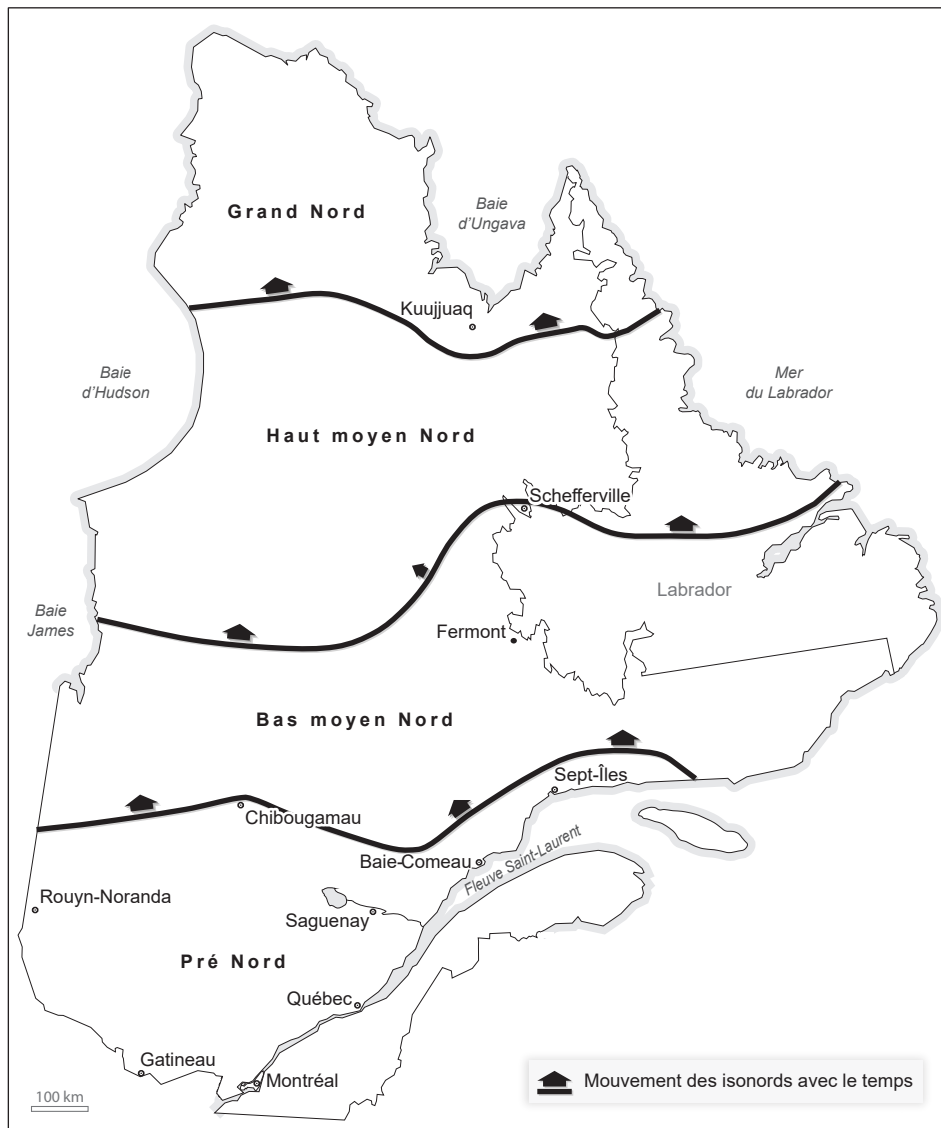 Grand Nord
Baie
d'Ungava
Kuujjuaq
Baie
d'Hudson
Mer
du Labrador
Haut moyen Nord
Schefferville
Labrador
Baie
James
Fermont
Bas moyen Nord
Sept-Îles
Chibougamau
Baie-Comeau
Fleuve Saint-Laurent
Rouyn-Noranda
Saguenay
Pré Nord
Québec
Gatineau
Montréal
Mouvement des isonords avec le temps
100 km